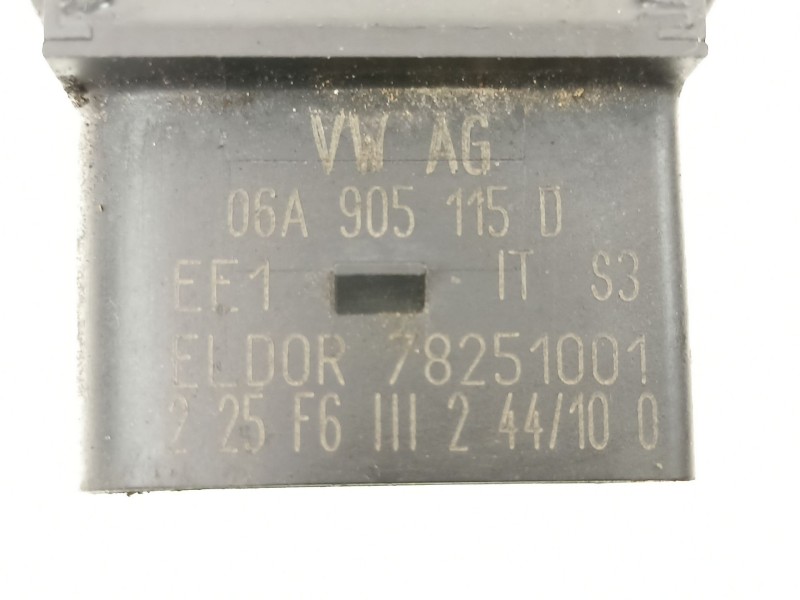 VW AG
06A 905 115 D
EE1 IT S3
ELDOR 78251001
2 25 F6 III 2 44/10 0